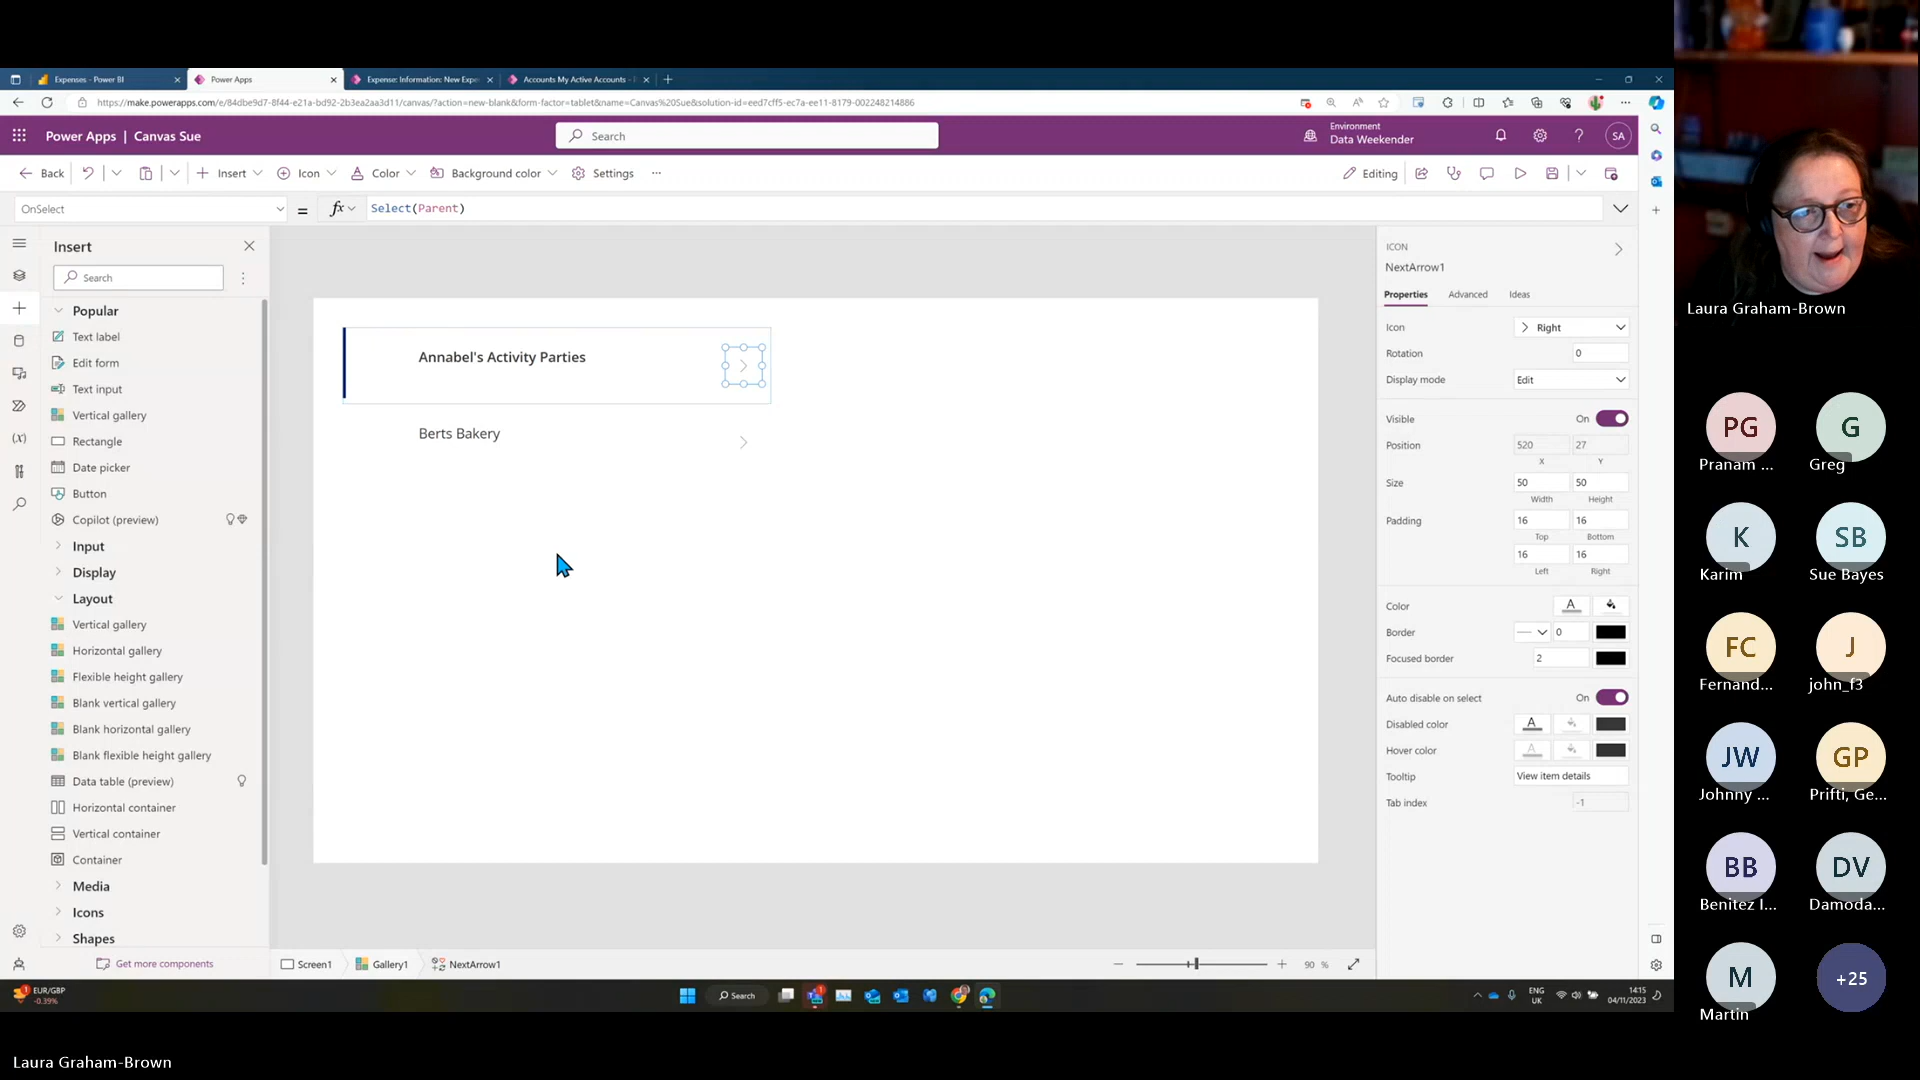 Expenses - Power BI
Power Apps
Expense: Information: New Expe
Accounts My Active Accounts -
https://make.powerapps.com/e/84dbe9d7-8f44-e21a-bd92-2b3ea2aa3d11/canvas/?action=new-blank&form-factor=tablet&name=Canvas%20Sue&solution-id=eed7cff5-ec7a-ee11-8179-002248214886
Power Apps | Canvas Sue
Search
Environment
Data Weekender
SA
Back
Insert
Icon
Color
Background color
Settings
Editing
OnSelect
=
fx
Select(Parent)
Insert
Search
Popular
Text label
Edit form
Text input
Vertical gallery
Rectangle
Date picker
Button
Copilot (preview)
Input
Display
Layout
Vertical gallery
Horizontal gallery
Flexible height gallery
Blank vertical gallery
Blank horizontal gallery
Blank flexible height gallery
Data table (preview)
Horizontal container
Vertical container
Container
Media
Icons
Shapes
Get more components
Annabel's Activity Parties
Berts Bakery
Screen1
Gallery1
NextArrow1
90 %
ICON
NextArrow1
Properties
Advanced
Ideas
Icon
Right
Rotation
0
Display mode
Edit
Visible
On
Position
520
27
X
Y
Size
50
50
Width
Height
Padding
16
16
Top
Bottom
16
16
Left
Right
Color
Border
0
Focused border
2
Auto disable on select
On
Disabled color
Hover color
Tooltip
View item details
Tab index
-1
EUR/GBP
-0.39%
Search
ENG
UK
14:15
04/11/2023
Laura Graham-Brown
PG
Pranam ...
G
Greg
K
Karim
SB
Sue Bayes
FC
Fernand...
J
john_f3
JW
Johnny ...
GP
Prifti, Ge...
BB
Benitez I...
DV
Damoda...
M
Martin
+25
Laura Graham-Brown